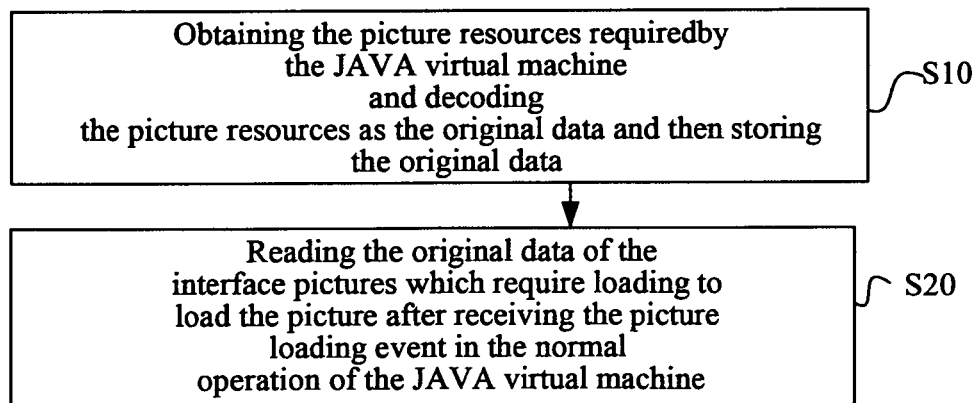 Obtaining the picture resources requiredby
the JAVA virtual machine
and decoding
the picture resources as the original data and then storing
the original data
S10
Reading the original data of the
interface pictures which require loading to
load the picture after receiving the picture
loading event in the normal
operation of the JAVA virtual machine
S20